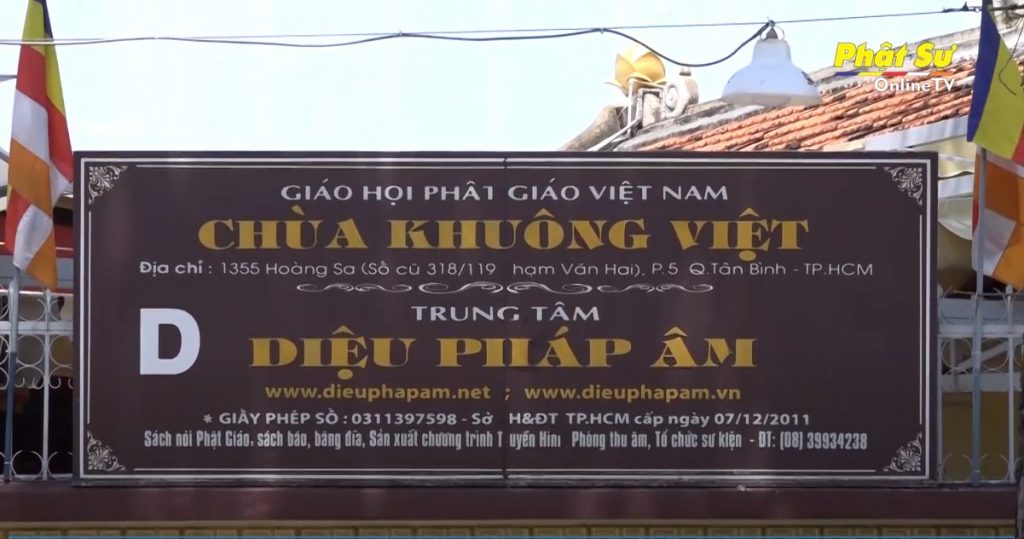 Phật Sự
OnlineTV
GIÁO HỘI PHẬT GIÁO VIỆT NAM
CHÙA KHUÔNG VIỆT
Địa chỉ : 1355 Hoàng Sa (Số cũ 318/119 hạm Văn Hai), P.5 Q.Tân Bình - TP.HCM
TRUNG TÂM
D
DIỆU PHÁP ÂM
www.dieuphapam.net ; www.dieuphapam.vn
* GIẤY PHÉP SỐ : 0311397598 - Sở H&ĐT TP.HCM cấp ngày 07/12/2011
Sách nói Phật Giáo, sách báo, băng đĩa, Sản xuất chương trình T uyền Hìn Phòng thu âm, Tổ chức sự kiện - ĐT: (08) 39934238